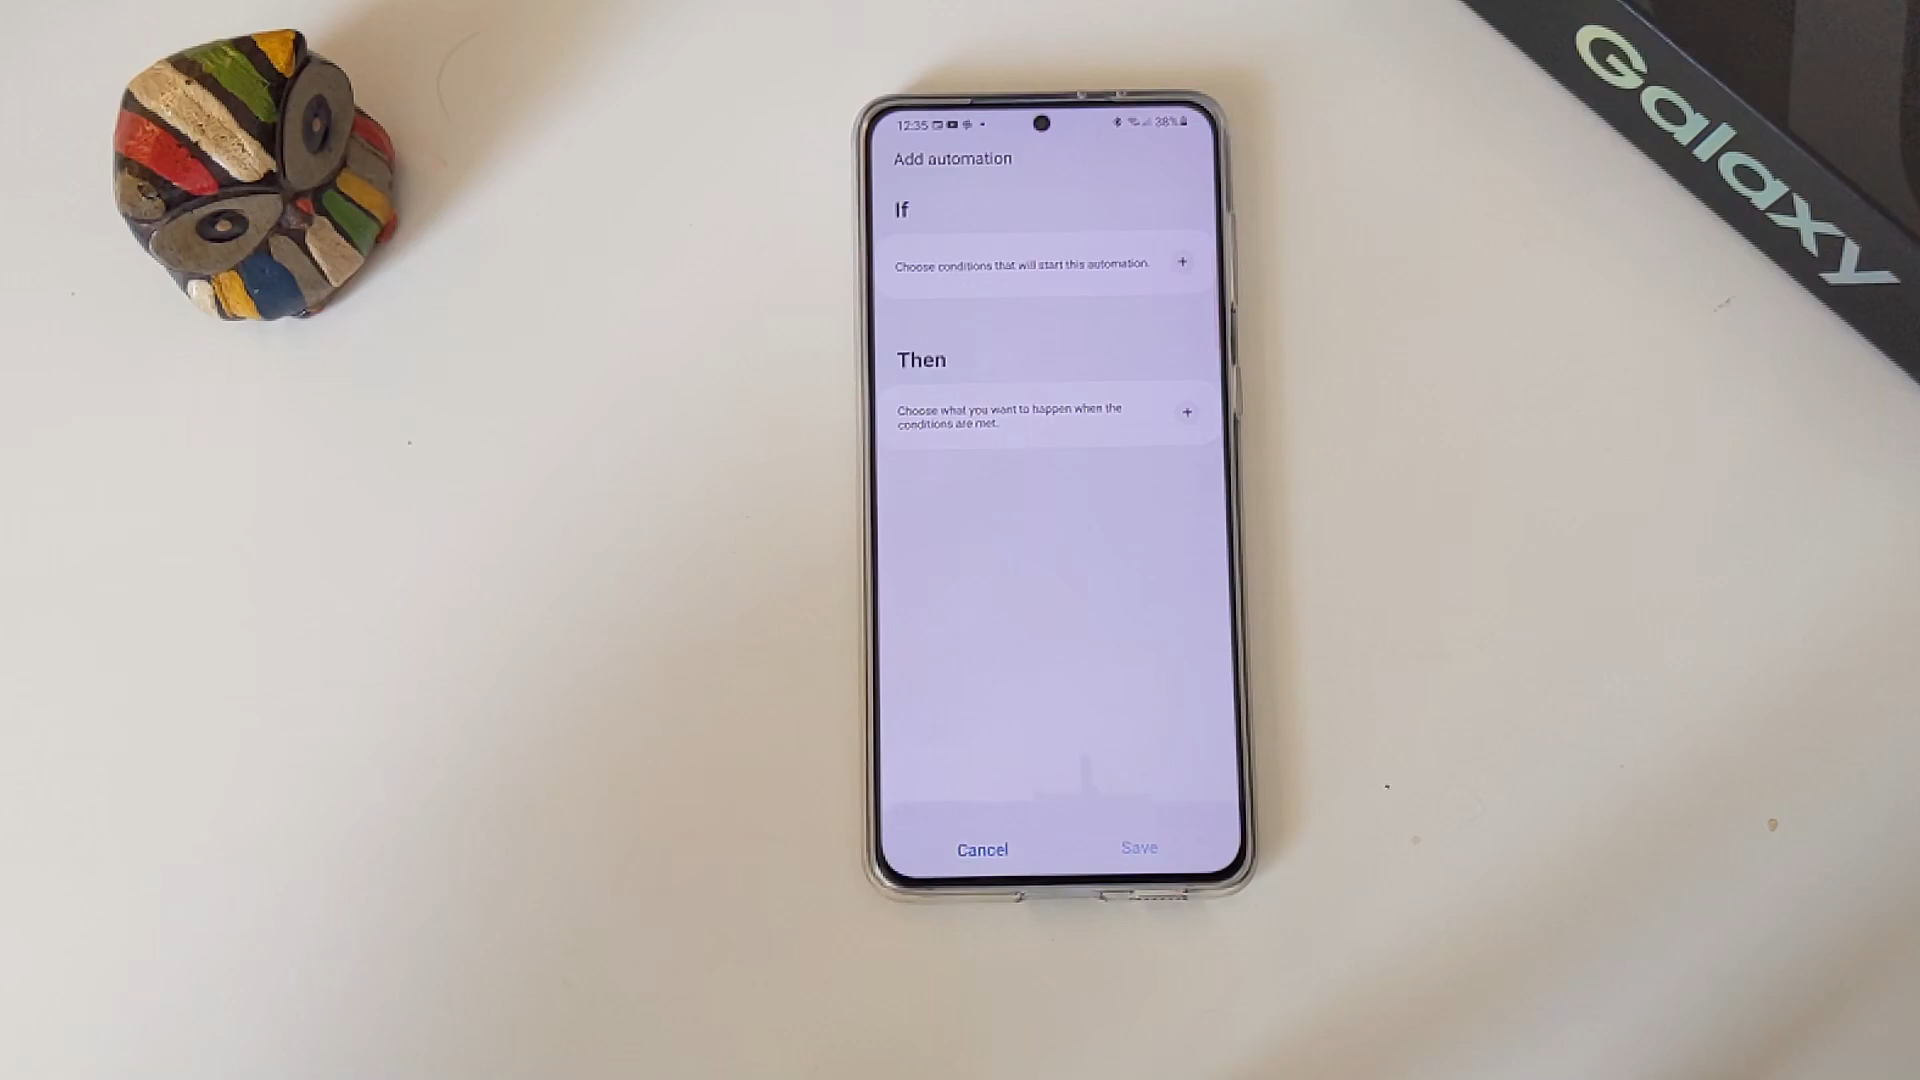 Galaxy
12:35 38%
Add automation
If
Choose conditions that will start this automation.
+
Then
Choose what you want to happen when the
conditions are met.
+
Cancel Save